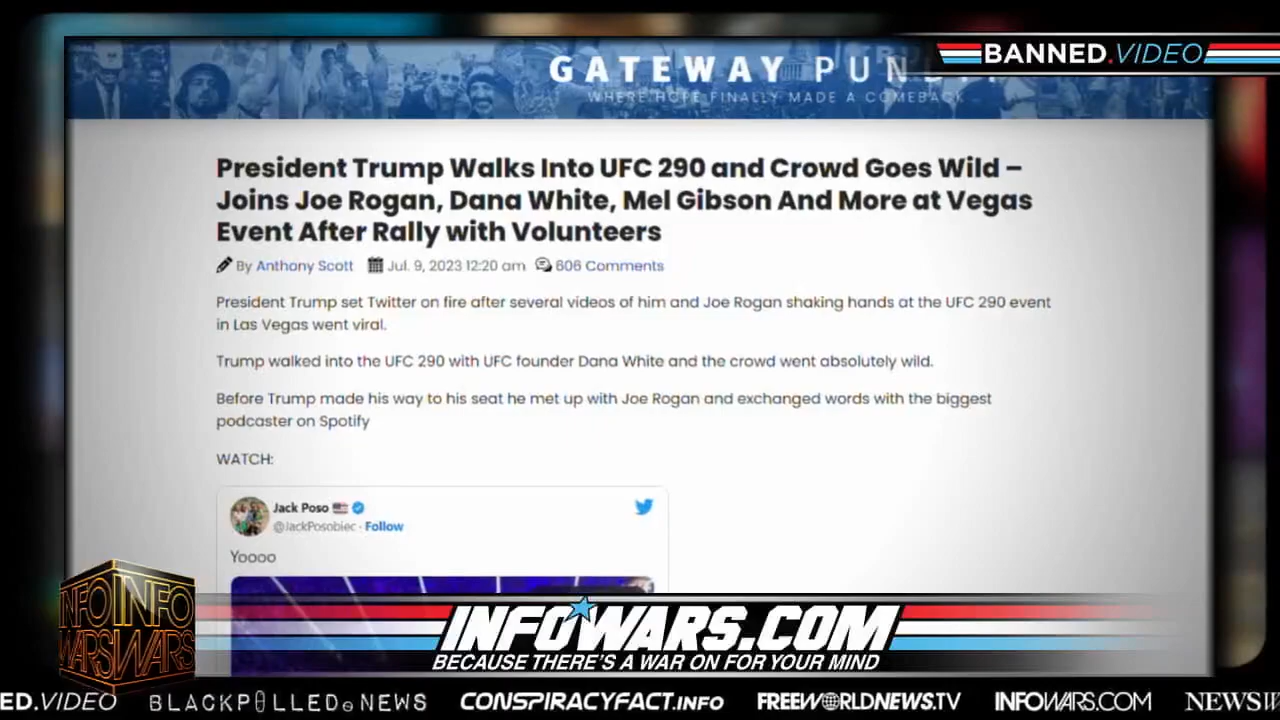 GATEWAY PUN
WHERE HOPE FINALLY MADE A COMEBACK
BANNED.VIDEO
President Trump Walks Into UFC 290 and Crowd Goes Wild –
Joins Joe Rogan, Dana White, Mel Gibson And More at Vegas
Event After Rally with Volunteers
By Anthony Scott Jul. 9, 2023 12:20 am 606 Comments
President Trump set Twitter on fire after several videos of him and Joe Rogan shaking hands at the UFC 290 event
in Las Vegas went viral.
Trump walked into the UFC 290 with UFC founder Dana White and the crowd went absolutely wild.
Before Trump made his way to his seat he met up with Joe Rogan and exchanged words with the biggest
podcaster on Spotify
WATCH:
Jack Poso
@JackPosobiec · Follow
Yoooo
INFO INFO
WARS WARS
INFOWARS.COM
BECAUSE THERE'S A WAR ON FOR YOUR MIND
ED.VIDEO BLACKPILLED NEWS CONSPIRACYFACT.INFO FREEWORLDNEWS.TV INFOWARS.COM NEWSW